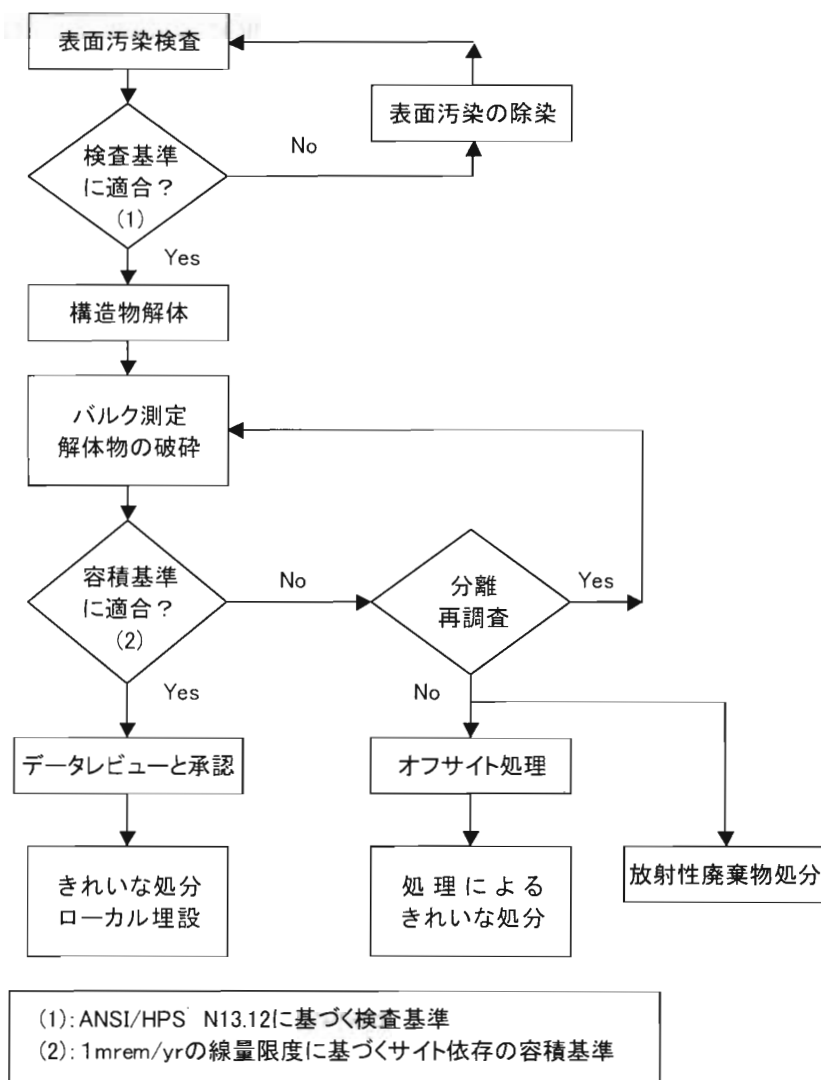 表面汚染検査
表面汚染の除染
検査基準
に適合？
(1)
No
Yes
構造物解体
バルク測定
解体物の破砕
容積基準
に適合？
(2)
No
分離
再調査
Yes
Yes
No
データレビューと承認
オフサイト処理
きれいな処分
ローカル埋設
処理による
きれいな処分
放射性廃棄物処分
(1): ANSI/HPS N13.12に基づく検査基準
(2): 1mrem/yrの線量限度に基づくサイト依存の容積基準